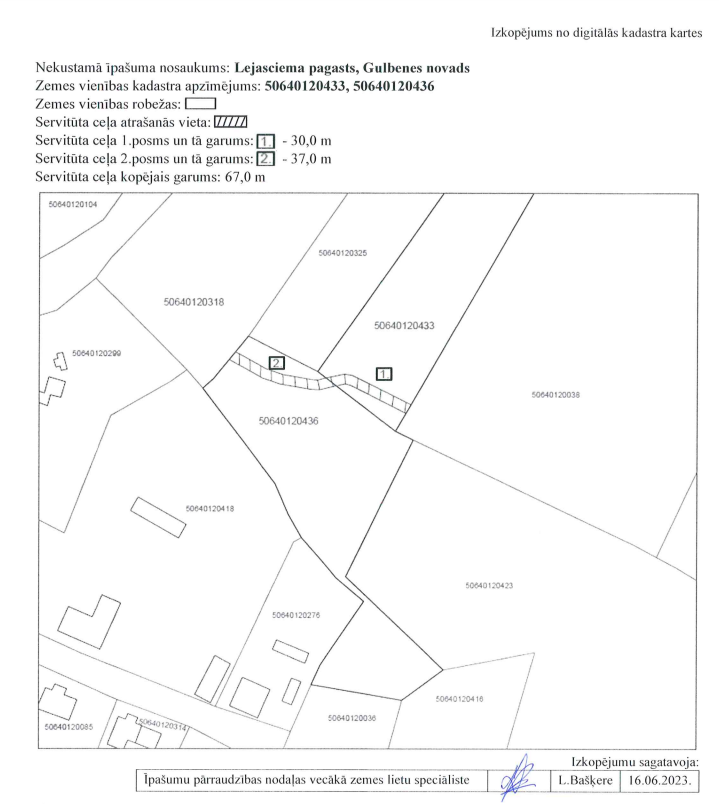 Izkopējums no digitālās kadastra kartes
Nekustamā īpašuma nosaukums: Lejasciema pagasts, Gulbenes novads
Zemes vienības kadastra apzīmējums: 50640120433, 50640120436
Zemes vienības robežas:
Servitūta ceļa atrašanās vieta:
Servitūta ceļa 1.posms un tā garums: 1. - 30,0 m
Servitūta ceļa 2.posms un tā garums: 2. - 37,0 m
Servitūta ceļa kopējais garums: 67,0 m
50640120104
50640120325
50640120318
50640120433
50640120299
2.
1.
50640120038
50640120436
50640120418
50640120423
50640120276
50640120416
50640120036
50640120085
50640120314
Izkopējumu sagatavoja:
Īpašumu pārraudzības nodaļas vecākā zemes lietu speciāliste L.Bašķere 16.06.2023.